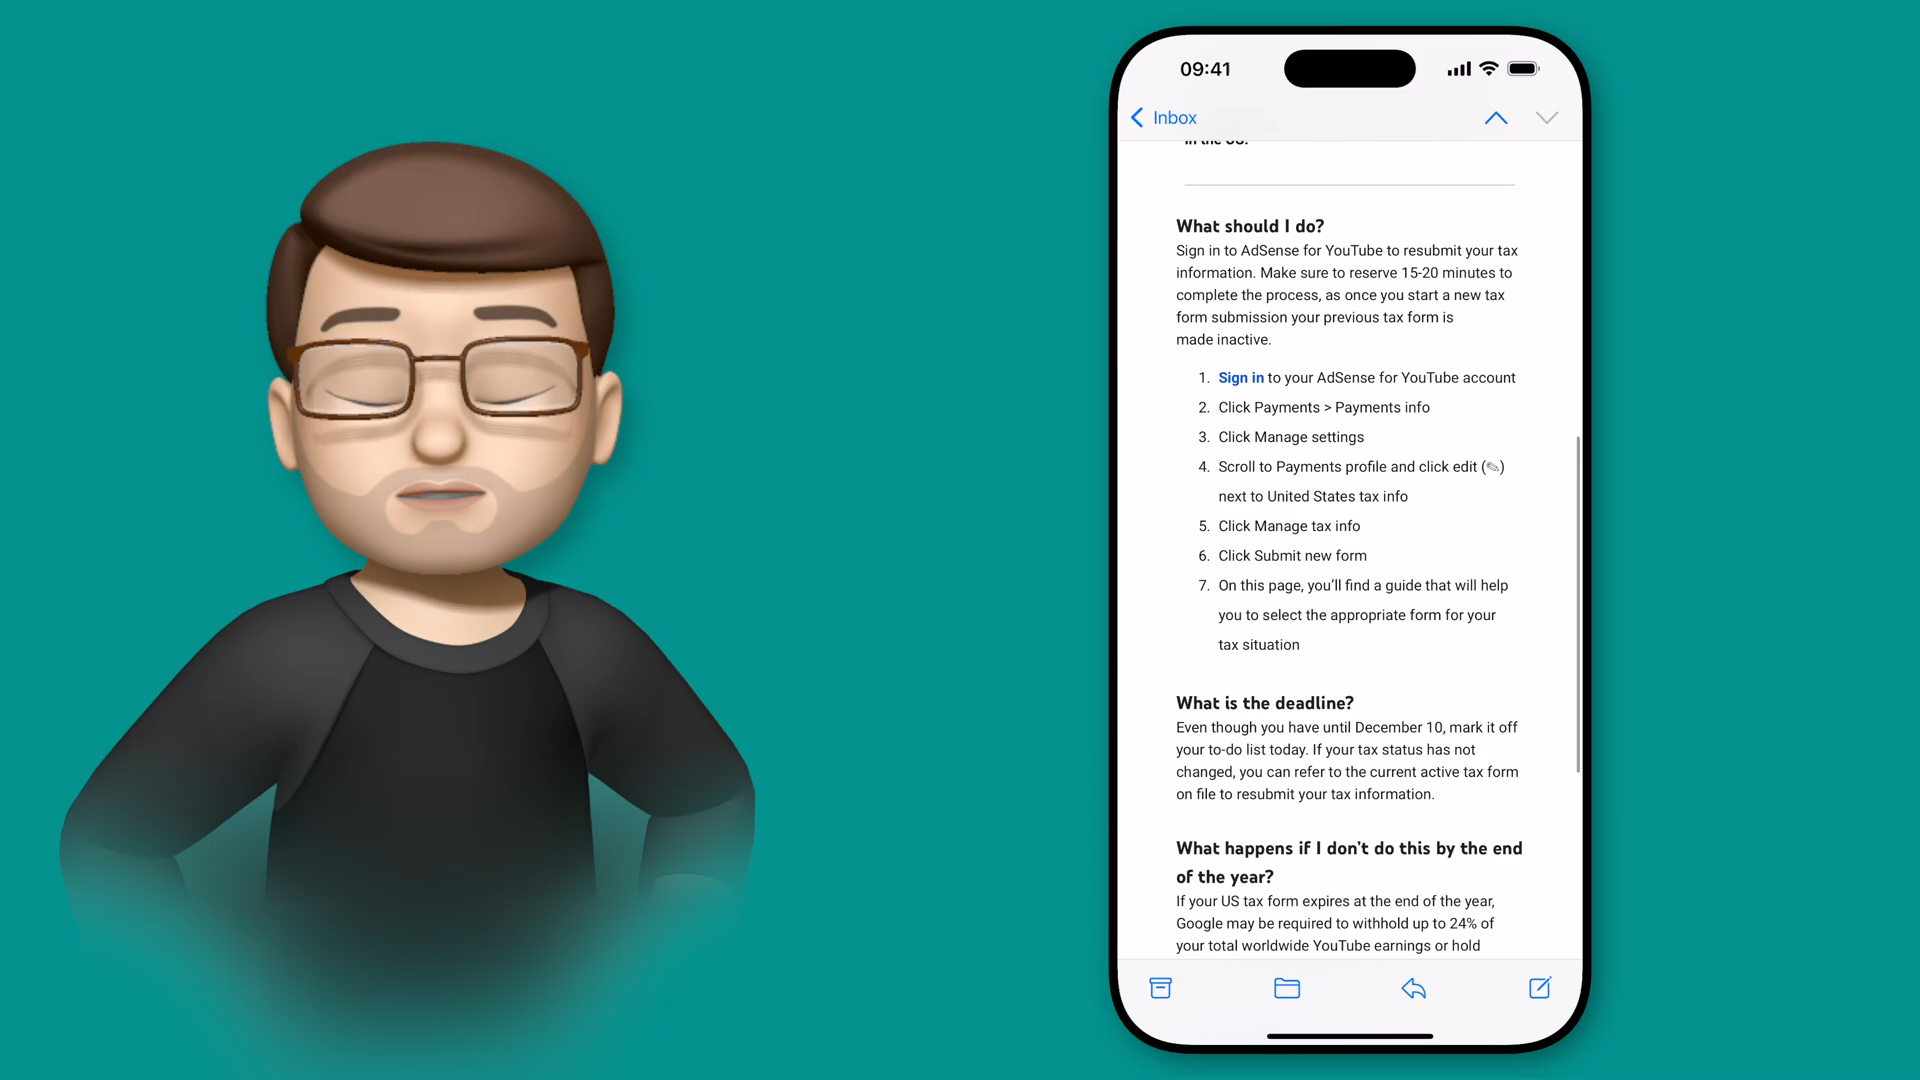 09:41
Inbox
in the US.
What should I do?
Sign in to AdSense for YouTube to resubmit your tax
information. Make sure to reserve 15-20 minutes to
complete the process, as once you start a new tax
form submission your previous tax form is
made inactive.
1. Sign in to your AdSense for YouTube account
2. Click Payments > Payments info
3. Click Manage settings
4. Scroll to Payments profile and click edit (✎)
next to United States tax info
5. Click Manage tax info
6. Click Submit new form
7. On this page, you’ll find a guide that will help
you to select the appropriate form for your
tax situation
What is the deadline?
Even though you have until December 10, mark it off
your to-do list today. If your tax status has not
changed, you can refer to the current active tax form
on file to resubmit your tax information.
What happens if I don't do this by the end
of the year?
If your US tax form expires at the end of the year,
Google may be required to withhold up to 24% of
your total worldwide YouTube earnings or hold